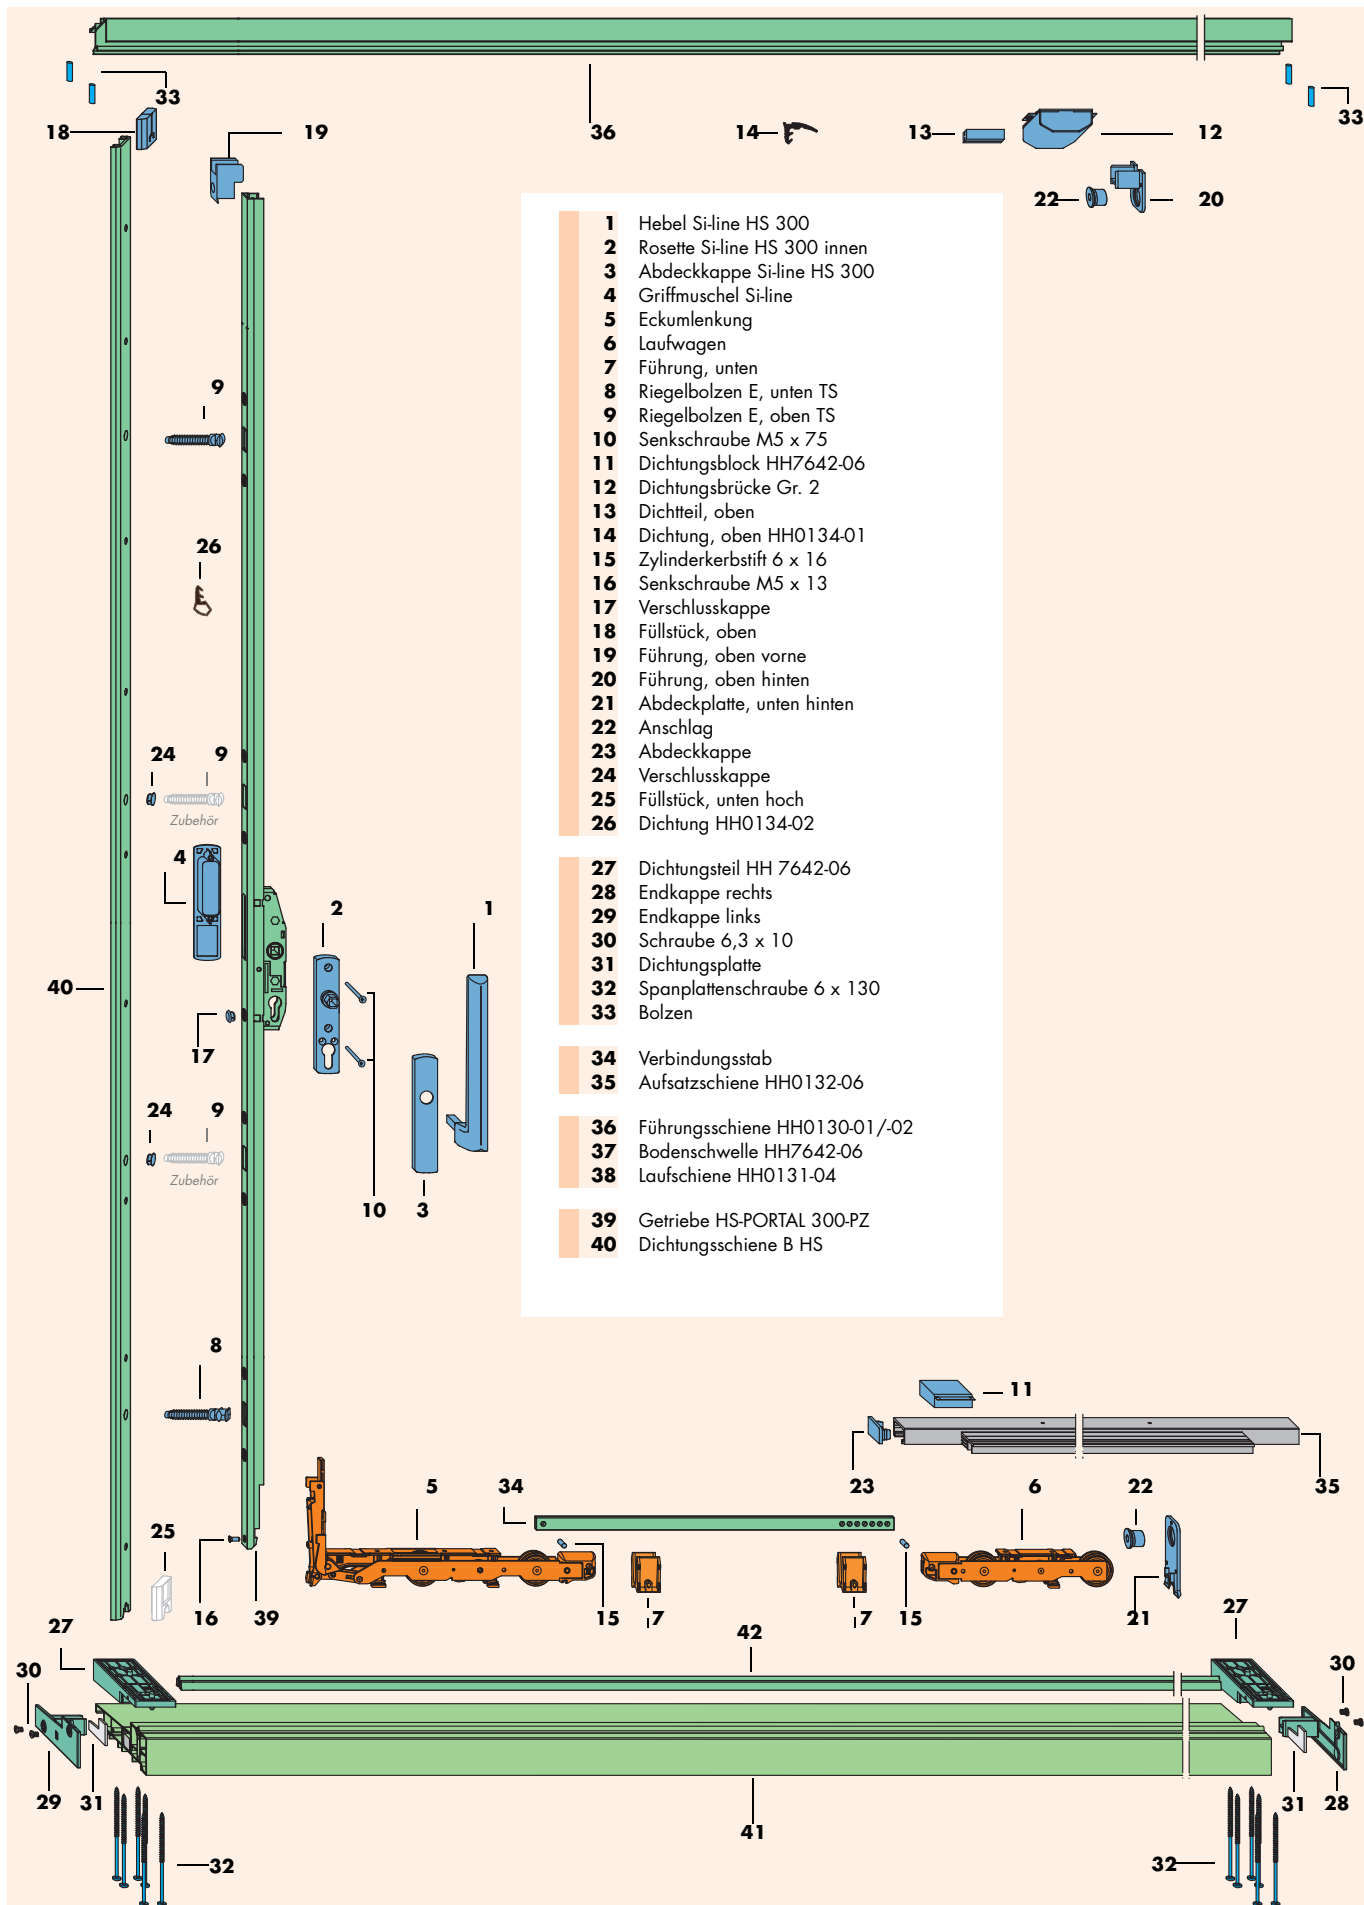 33
33
18
19
36
14
13
12
22
20
1 Hebel Si-line HS 300
2 Rosette Si-line HS 300 innen
3 Abdeckkappe Si-line HS 300
4 Griffmuschel Si-line
5 Eckumlenkung
6 Laufwagen
7 Führung, unten
8 Riegelbolzen E, unten TS
9 Riegelbolzen E, oben TS
10 Senkschraube M5 x 75
11 Dichtungsblock HH7642-06
12 Dichtungsbrücke Gr. 2
13 Dichtteil, oben
14 Dichtung, oben HH0134-01
15 Zylinderkerbstift 6 x 16
16 Senkschraube M5 x 13
17 Verschlusskappe
18 Füllstück, oben
19 Führung, oben vorne
20 Führung, oben hinten
21 Abdeckplatte, unten hinten
22 Anschlag
23 Abdeckkappe
24 Verschlusskappe
25 Füllstück, unten hoch
26 Dichtung HH0134-02
27 Dichtungsteil HH 7642-06
28 Endkappe rechts
29 Endkappe links
30 Schraube 6,3 x 10
31 Dichtungsplatte
32 Spanplattenschraube 6 x 130
33 Bolzen
34 Verbindungsstab
35 Aufsatzschiene HH0132-06
36 Führungsschiene HH0130-01/-02
37 Bodenschwelle HH7642-06
38 Laufschiene HH0131-04
39 Getriebe HS-PORTAL 300-PZ
40 Dichtungsschiene B HS
9
26
24
9
Zubehör
4
2
1
40
17
24
9
Zubehör
10
3
8
11
23
35
5
34
6
22
25
16
39
15
7
7
15
21
27
42
27
30
30
29
31
41
31
28
32
32